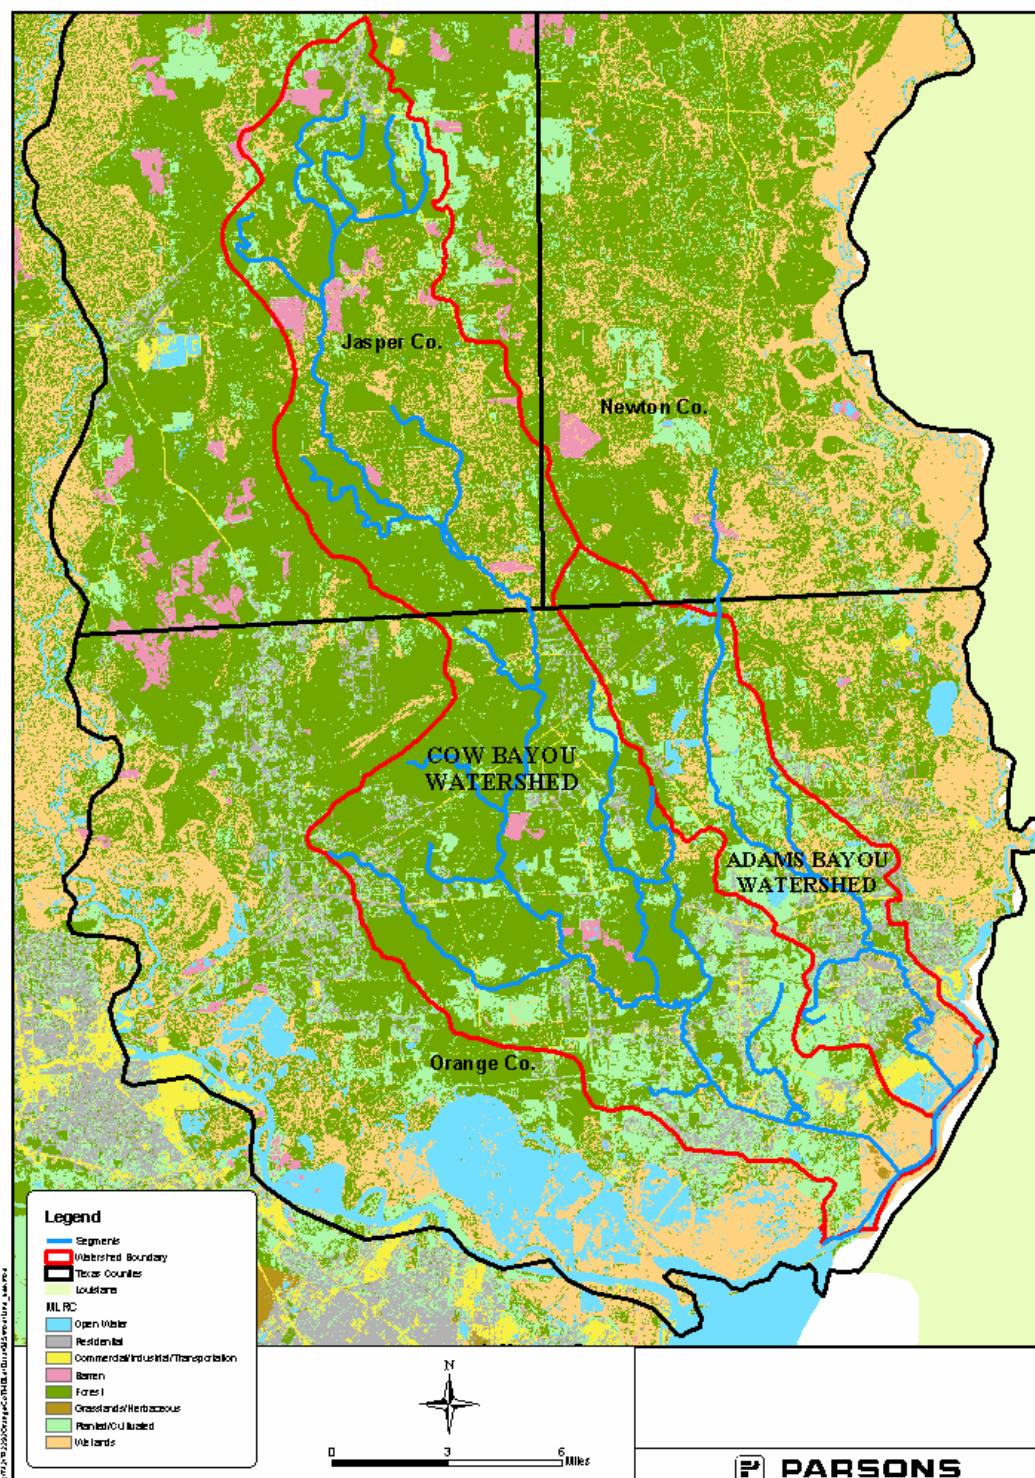 Jasper Co.
Newton Co.
COW BAYOU
WATERSHED
ADAMS BAYOU
WATERSHED
Orange Co.
Legend
Segments
Watershed Boundary
Texas Counties
Louisiana
MLRC
Open Water
Residential
Commercial/Industrial/Transportation
Barren
Forest
Grasslands/Herbaceous
Planted/Cultivated
Wetlands
N
0 3 6
Miles
PARSONS